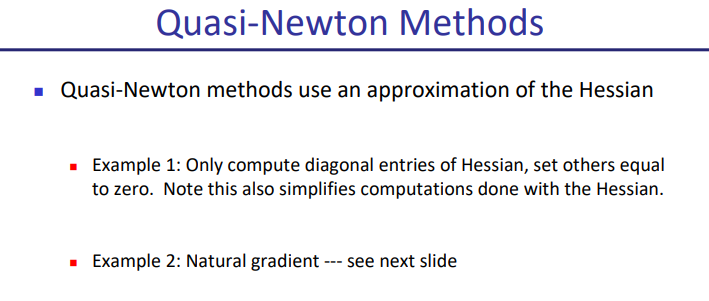 Quasi-Newton Methods
Quasi-Newton methods use an approximation of the Hessian
Example 1: Only compute diagonal entries of Hessian, set others equal
to zero. Note this also simplifies computations done with the Hessian.
Example 2: Natural gradient --- see next slide